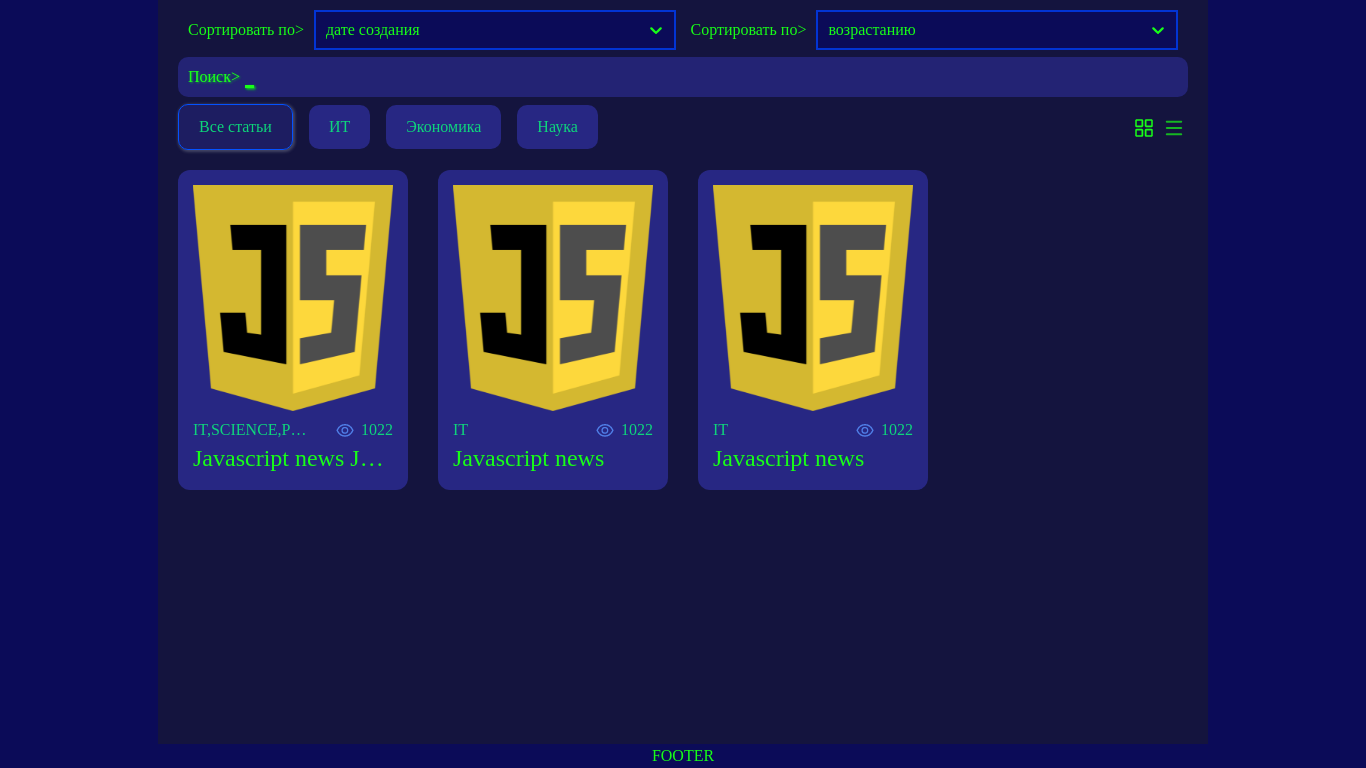 Сортировать по> дате создания Сортировать по> возрастанию
Поиск>
Все статьи ИТ Экономика Наука
JS JS JS
IT,SCIENCE,P… 1022 IT 1022 IT 1022
Javascript news J… Javascript news Javascript news
FOOTER